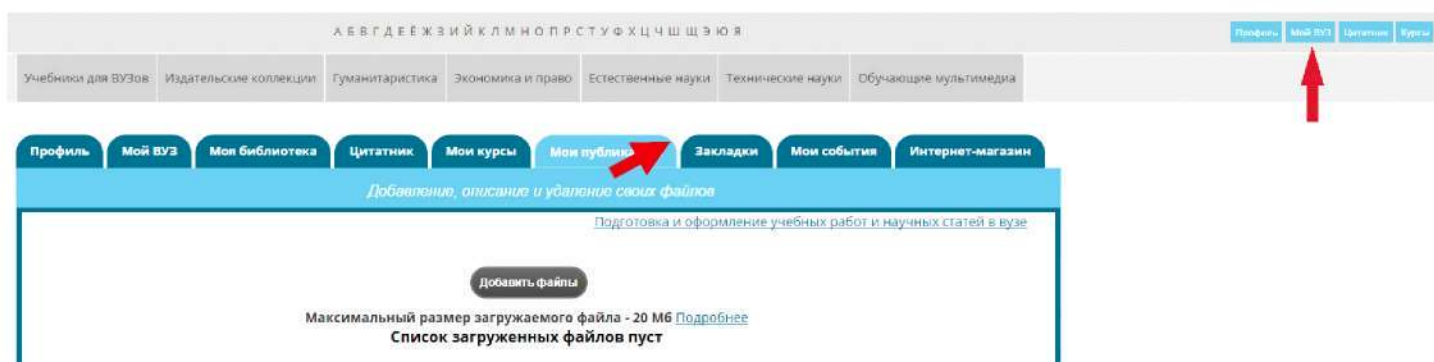 А Б В Г Д Е Ё Ж З И Й К Л М Н О П Р С Т У Ф Х Ц Ч Ш Щ Э Ю Я
Профиль Мой ВУЗ Цитатник Курсы
Учебники для ВУЗов Издательские коллекции Гуманитаристика Экономика и право Естественные науки Технические науки Обучающие мультимедиа
Профиль Мой ВУЗ Моя библиотека Цитатник Мои курсы Мои Закладки Мои события Интернет-магазин
Добавление, описание и удаление своих файлов
Подготовка и оформление учебных работ и научных статей в вузе
Добавить файлы
Максимальный размер загружаемого файла - 20 Мб Подробнее
Список загруженных файлов пуст